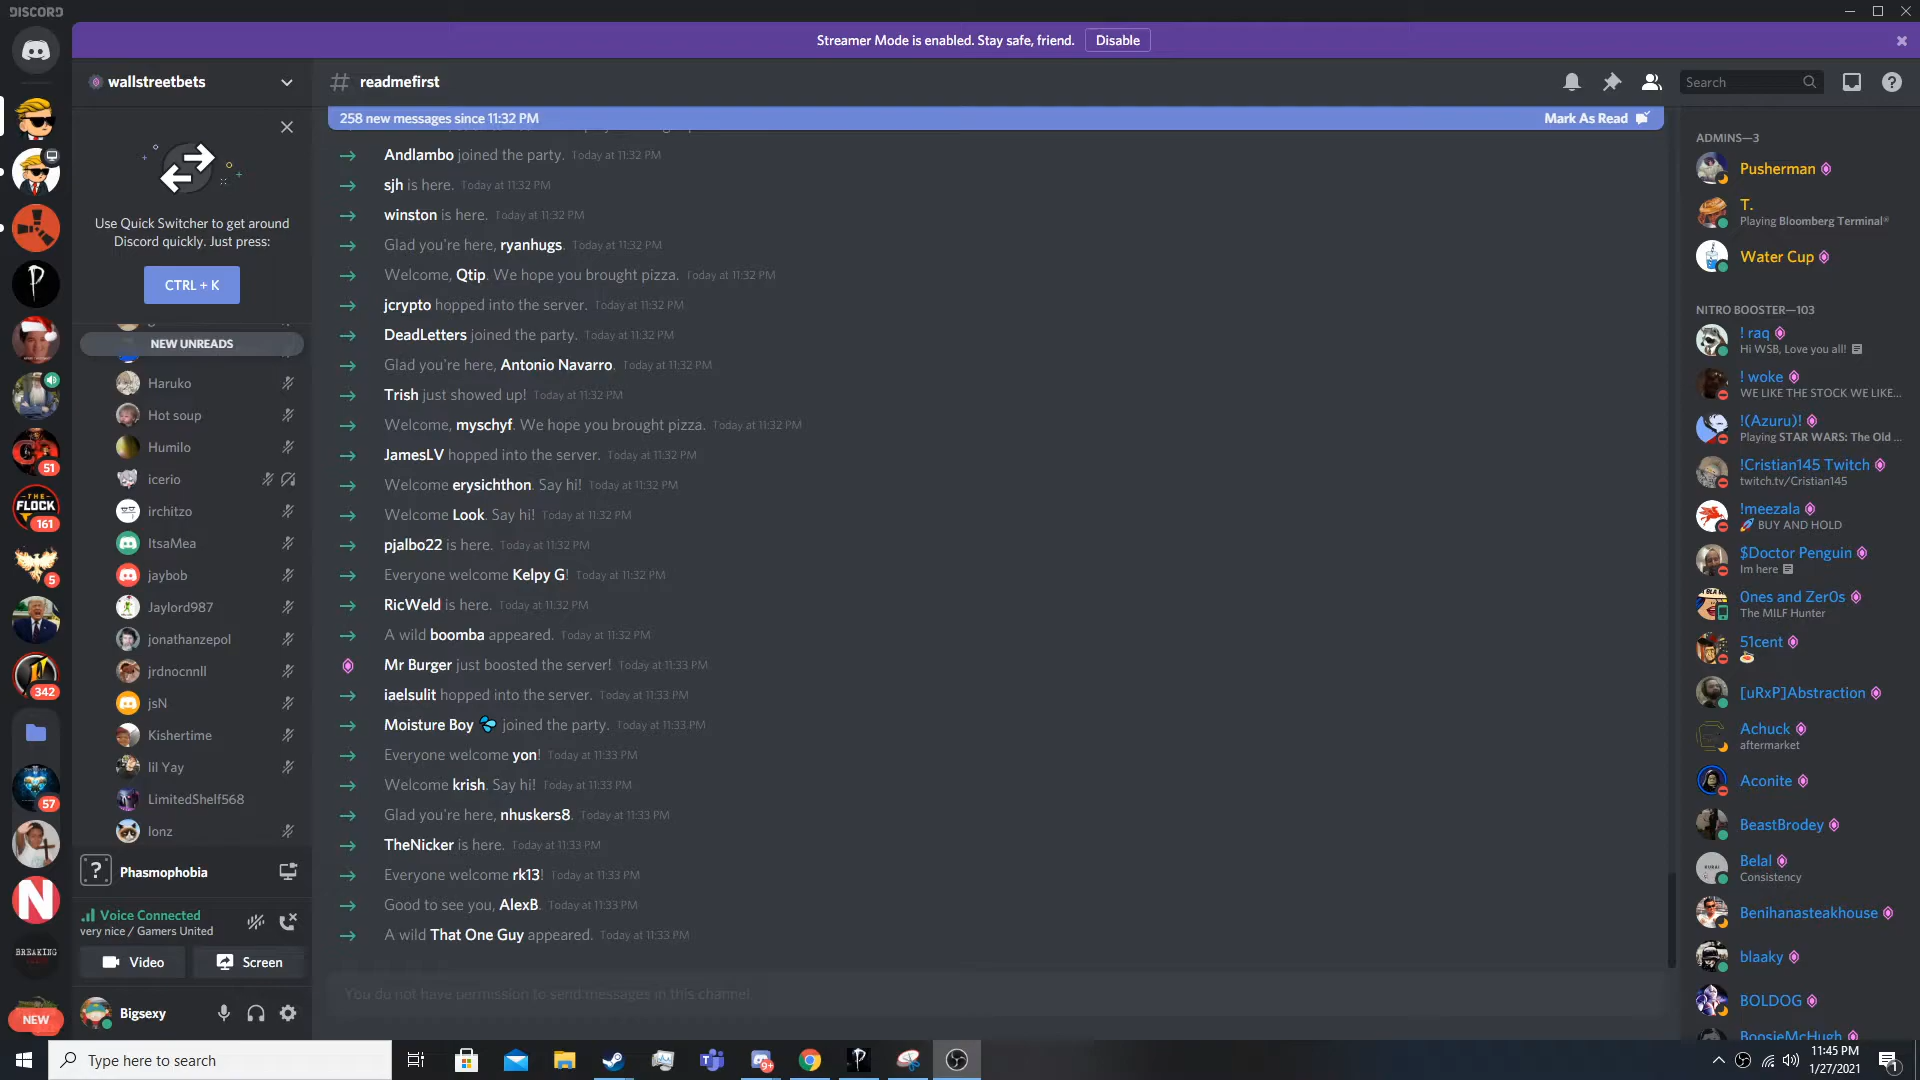 DISCORD
Streamer Mode is enabled. Stay safe, friend. Disable
wallstreetbets
readmefirst
Search
Use Quick Switcher to get around
Discord quickly. Just press:
CTRL + K
NEW UNREADS
Haruko
Hot soup
Humilo
icerio
irchitzo
ItsaMea
jaybob
Jaylord987
jonathanzepol
jrdnocnnll
jsN
Kishertime
lil Yay
LimitedShelf568
lonz
Phasmophobia
Voice Connected
very nice / Gamers United
Video
Screen
Bigsexy
51
THE
FLOCK
161
5
342
57
N
BREAKING
NEW
258 new messages since 11:32 PM
Mark As Read
Andlambo joined the party. Today at 11:32 PM
sjh is here. Today at 11:32 PM
winston is here. Today at 11:32 PM
Glad you're here, ryanhugs. Today at 11:32 PM
Welcome, Qtip. We hope you brought pizza. Today at 11:32 PM
jcrypto hopped into the server. Today at 11:32 PM
DeadLetters joined the party. Today at 11:32 PM
Glad you're here, Antonio Navarro. Today at 11:32 PM
Trish just showed up! Today at 11:32 PM
Welcome, myschyf. We hope you brought pizza. Today at 11:32 PM
JamesLV hopped into the server. Today at 11:32 PM
Welcome erysichthon. Say hi! Today at 11:32 PM
Welcome Look. Say hi! Today at 11:32 PM
pjalbo22 is here. Today at 11:32 PM
Everyone welcome Kelpy G! Today at 11:32 PM
RicWeld is here. Today at 11:32 PM
A wild boomba appeared. Today at 11:32 PM
Mr Burger just boosted the server! Today at 11:33 PM
iaelsulit hopped into the server. Today at 11:33 PM
Moisture Boy 💦 joined the party. Today at 11:33 PM
Everyone welcome yon! Today at 11:33 PM
Welcome krish. Say hi! Today at 11:33 PM
Glad you're here, nhuskers8. Today at 11:33 PM
TheNicker is here. Today at 11:33 PM
Everyone welcome rk13! Today at 11:33 PM
Good to see you, AlexB. Today at 11:33 PM
A wild That One Guy appeared. Today at 11:33 PM
You do not have permission to send messages in this channel.
ADMINS—3
Pusherman
T.
Playing Bloomberg Terminal®
Water Cup
NITRO BOOSTER—103
! raq
Hi WSB, Love you all!
! woke
WE LIKE THE STOCK WE LIKE...
!(Azuru)!
Playing STAR WARS: The Old ...
!Cristian145 Twitch
twitch.tv/Cristian145
!meezala
🚀 BUY AND HOLD
$Doctor Penguin
Im here
0nes and Zer0s
The MILF Hunter
51cent
[uRxP]Abstraction
Achuck
aftermarket
Aconite
BeastBrodey
Belal
Consistency
Benihanasteakhouse
blaaky
BOLDOG
BoosieMcHugh
Type here to search
9+
11:45 PM
1/27/2021
1